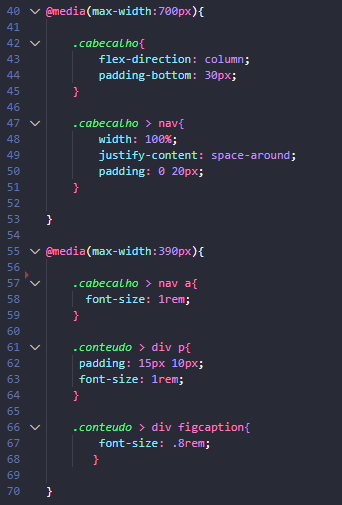 40 @media(max-width:700px){
41
42 .cabecalho{
43 flex-direction: column;
44 padding-bottom: 30px;
45 }
46
47 .cabecalho > nav{
48 width: 100%;
49 justify-content: space-around;
50 padding: 0 20px;
51 }
52
53 }
54
55 @media(max-width:390px){
56
57 .cabecalho > nav a{
58 font-size: 1rem;
59 }
60
61 .conteudo > div p{
62 padding: 15px 10px;
63 font-size: 1rem;
64 }
65
66 .conteudo > div figcaption{
67 font-size: .8rem;
68 }
69
70 }